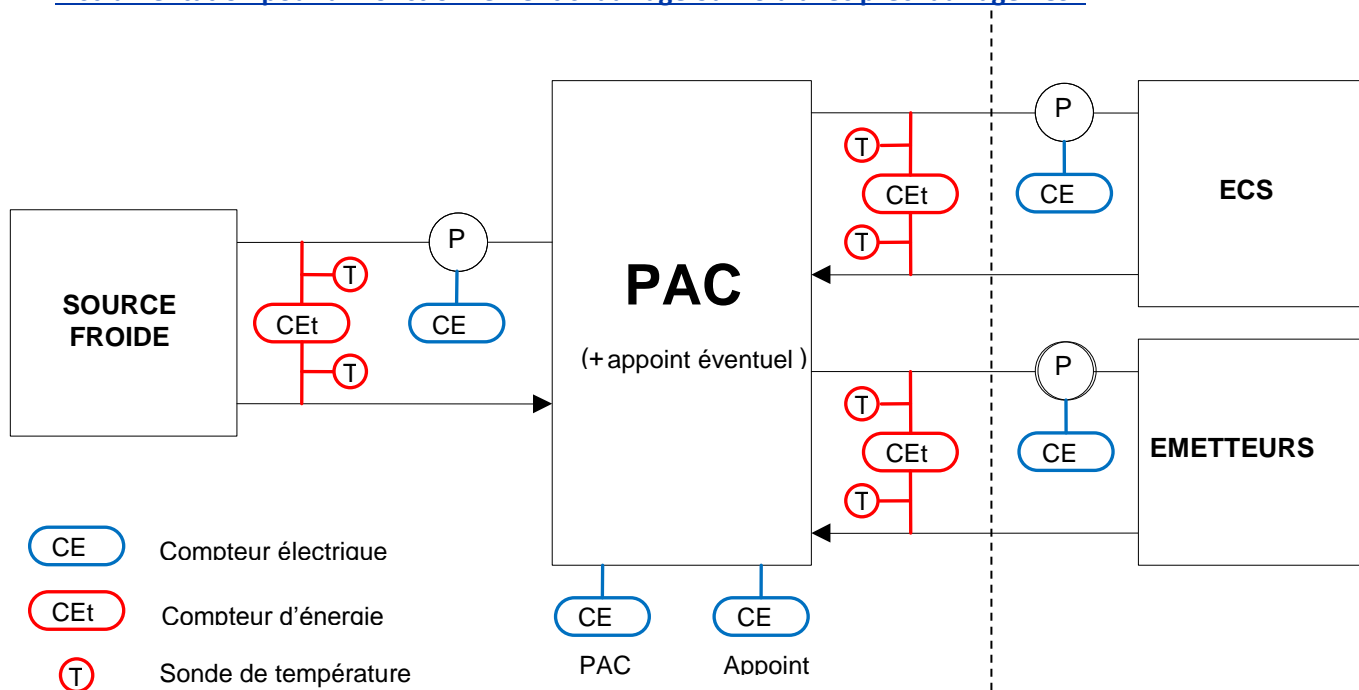 P
T
CEt
CE
ECS
T
P
T
SOURCE
FROIDE
CEt
CE
T
PAC
(+ appoint éventuel)
P
T
CEt
CE
EMETTEURS
T
CE
Compteur électrique
CEt
Compteur d'énergie
CE
CE
T
Sonde de température
PAC
Appoint